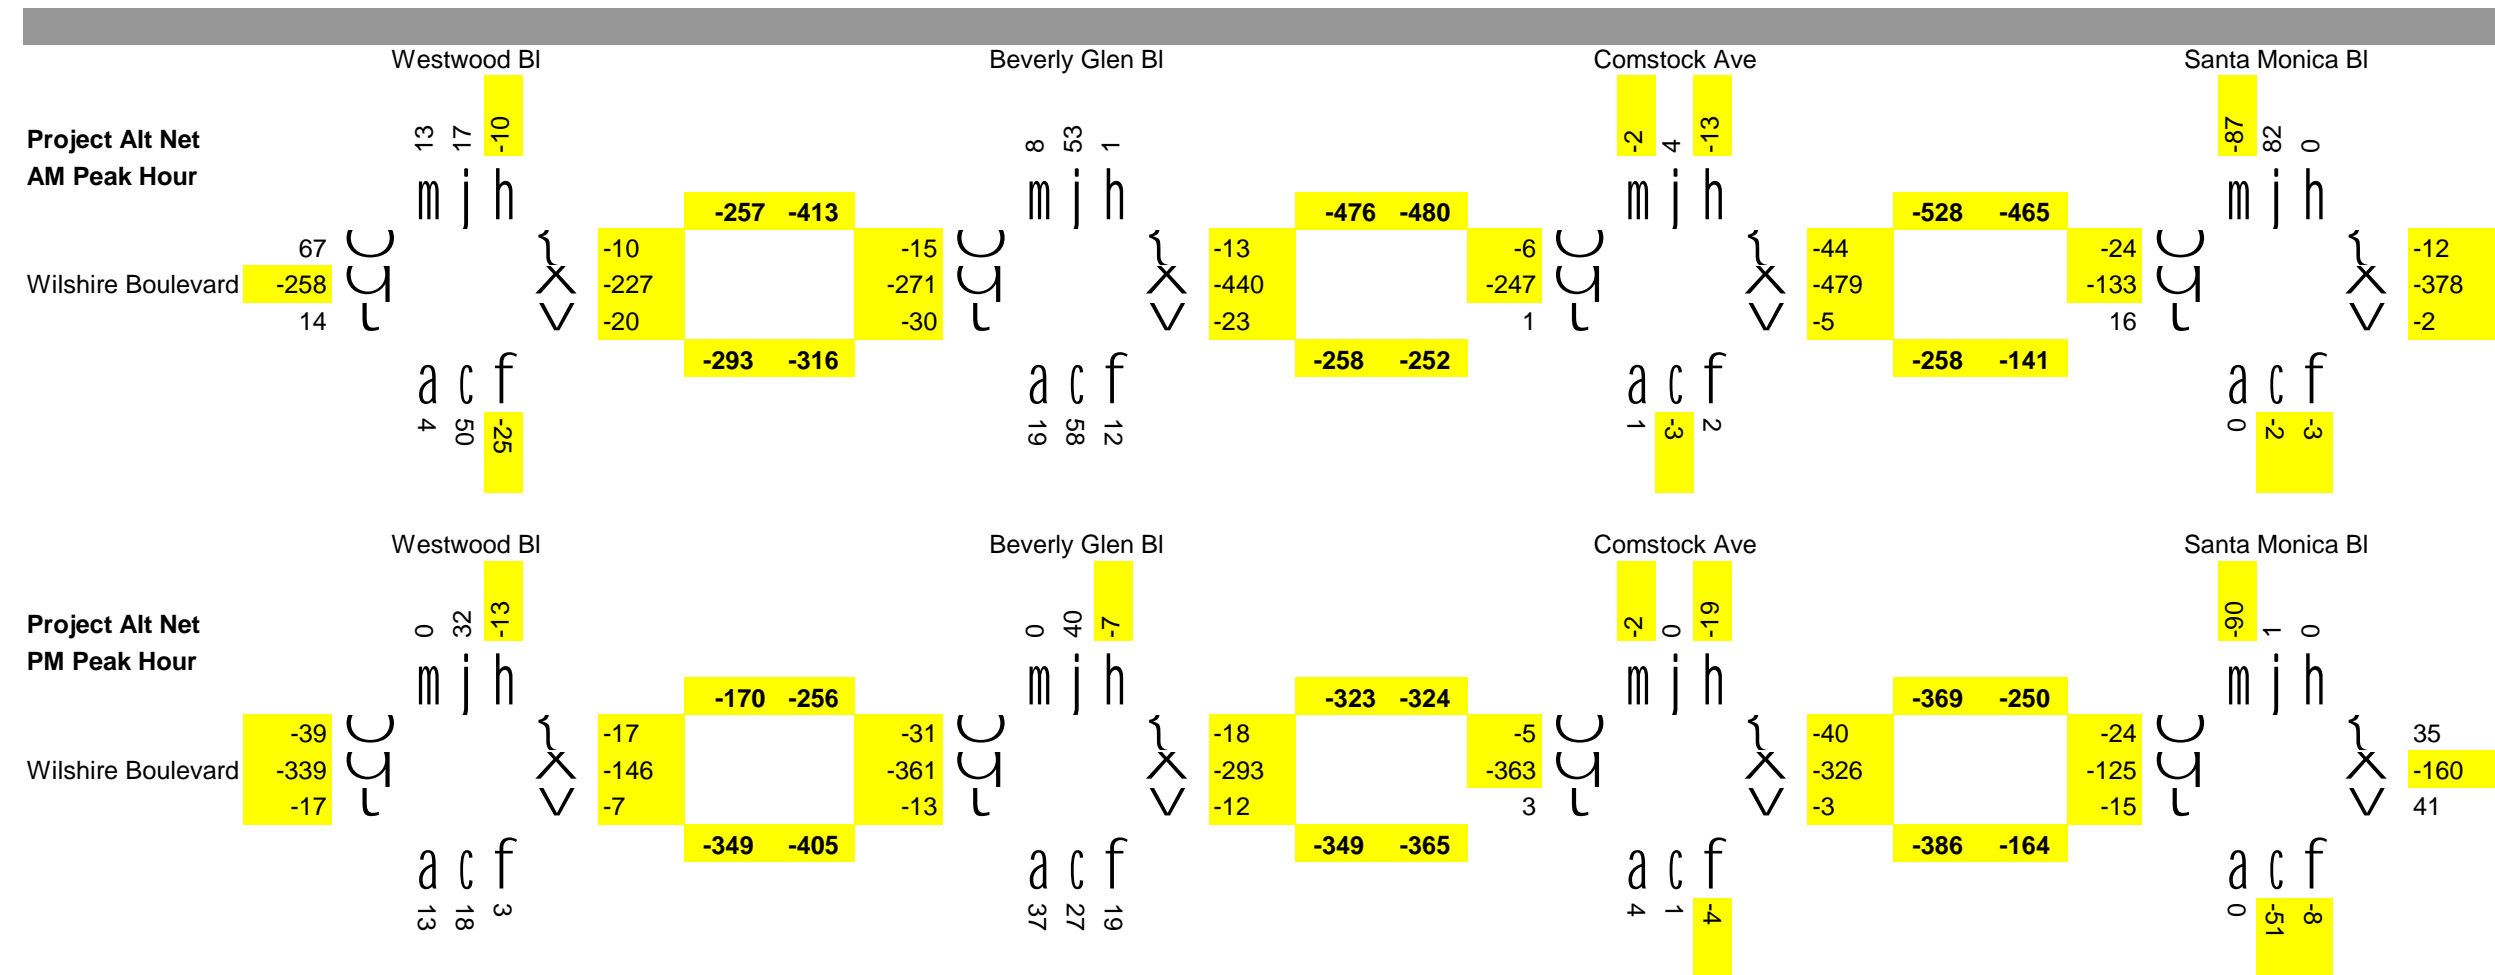 Westwood Bl Beverly Glen Bl Comstock Ave Santa Monica Bl
Project Alt Net 13 17 -10 8 53 1 -2 4 -13 -87 82 0
AM Peak Hour
m j h m j h m j h m j h
-257 -413 -476 -480 -528 -465
67 -10 -15 -13 -6 -44 -24 -12
Wilshire Boulevard -258 -227 -271 -440 -247 -479 -133 -378
14 -20 -30 -23 1 -5 16 -2
-293 -316 -258 -252 -258 -141
a c f a c f a c f a c f
4 50 -25 19 58 12 1 -3 2 0 -2 -3
Westwood Bl Beverly Glen Bl Comstock Ave Santa Monica Bl
Project Alt Net 0 32 -13 0 40 -7 -2 0 -19 -90 1 0
PM Peak Hour
m j h m j h m j h m j h
-170 -256 -323 -324 -369 -250
-39 -17 -31 -18 -5 -40 -24 35
Wilshire Boulevard -339 -146 -361 -293 -363 -326 -125 -160
-17 -7 -13 -12 3 -3 -15 41
-349 -405 -349 -365 -386 -164
a c f a c f a c f a c f
13 18 3 37 27 19 4 1 -4 0 -51 -8